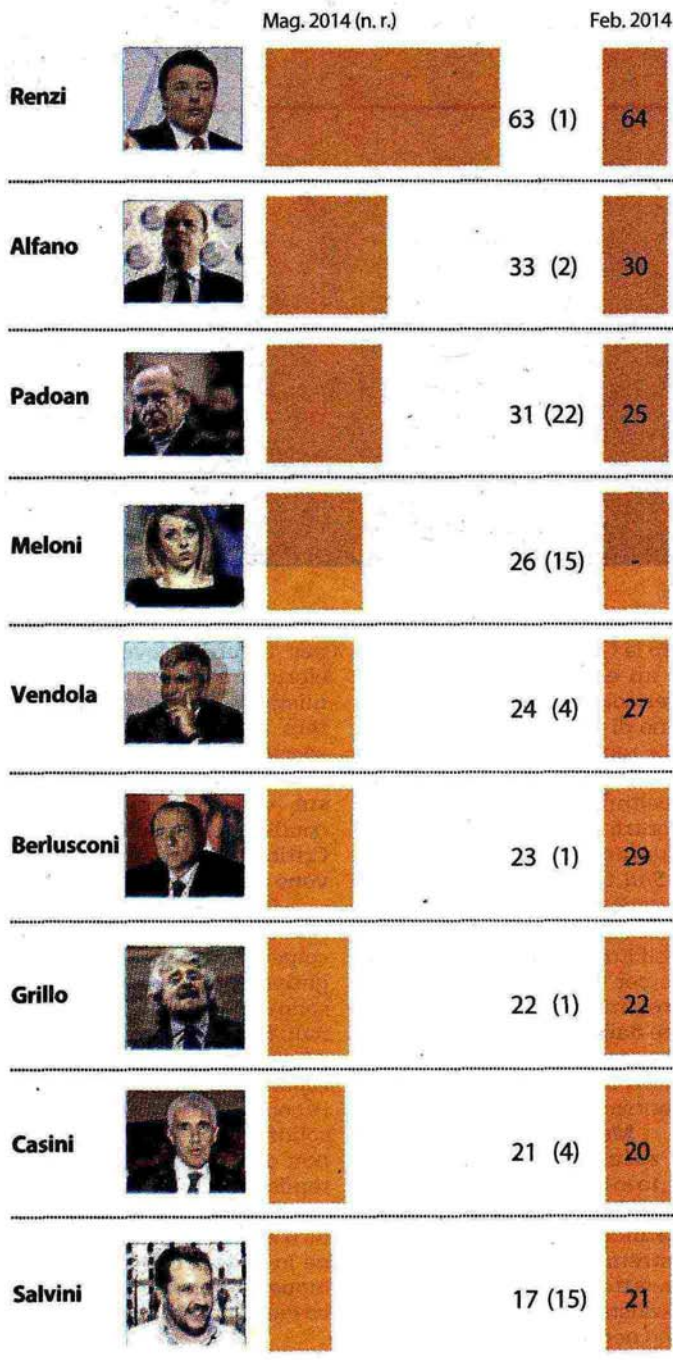 Mag. 2014 (n. r.) Feb. 2014
Renzi 63 (1) 64
Alfano 33 (2) 30
Padoan 31 (22) 25
Meloni 26 (15) -
Vendola 24 (4) 27
Berlusconi 23 (1) 29
Grillo 22 (1) 22
Casini 21 (4) 20
Salvini 17 (15) 21